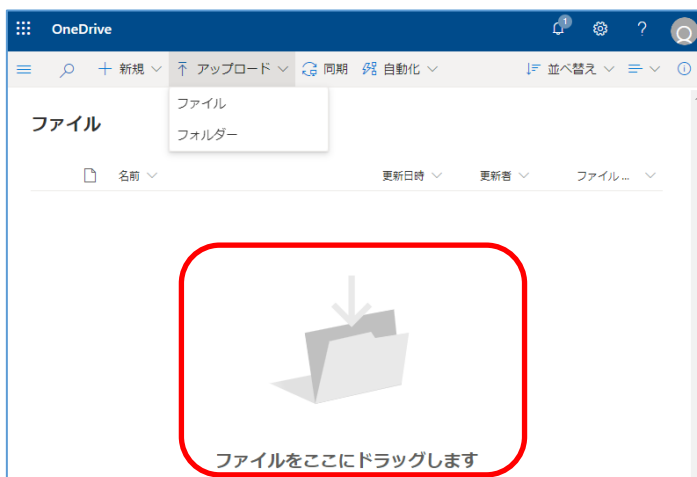 OneDrive 1 ?
新規 アップロード 同期 自動化 並べ替え
ファイル
フォルダー
ファイル
名前 更新日時 更新者 ファイル...
ファイルをここにドラッグします